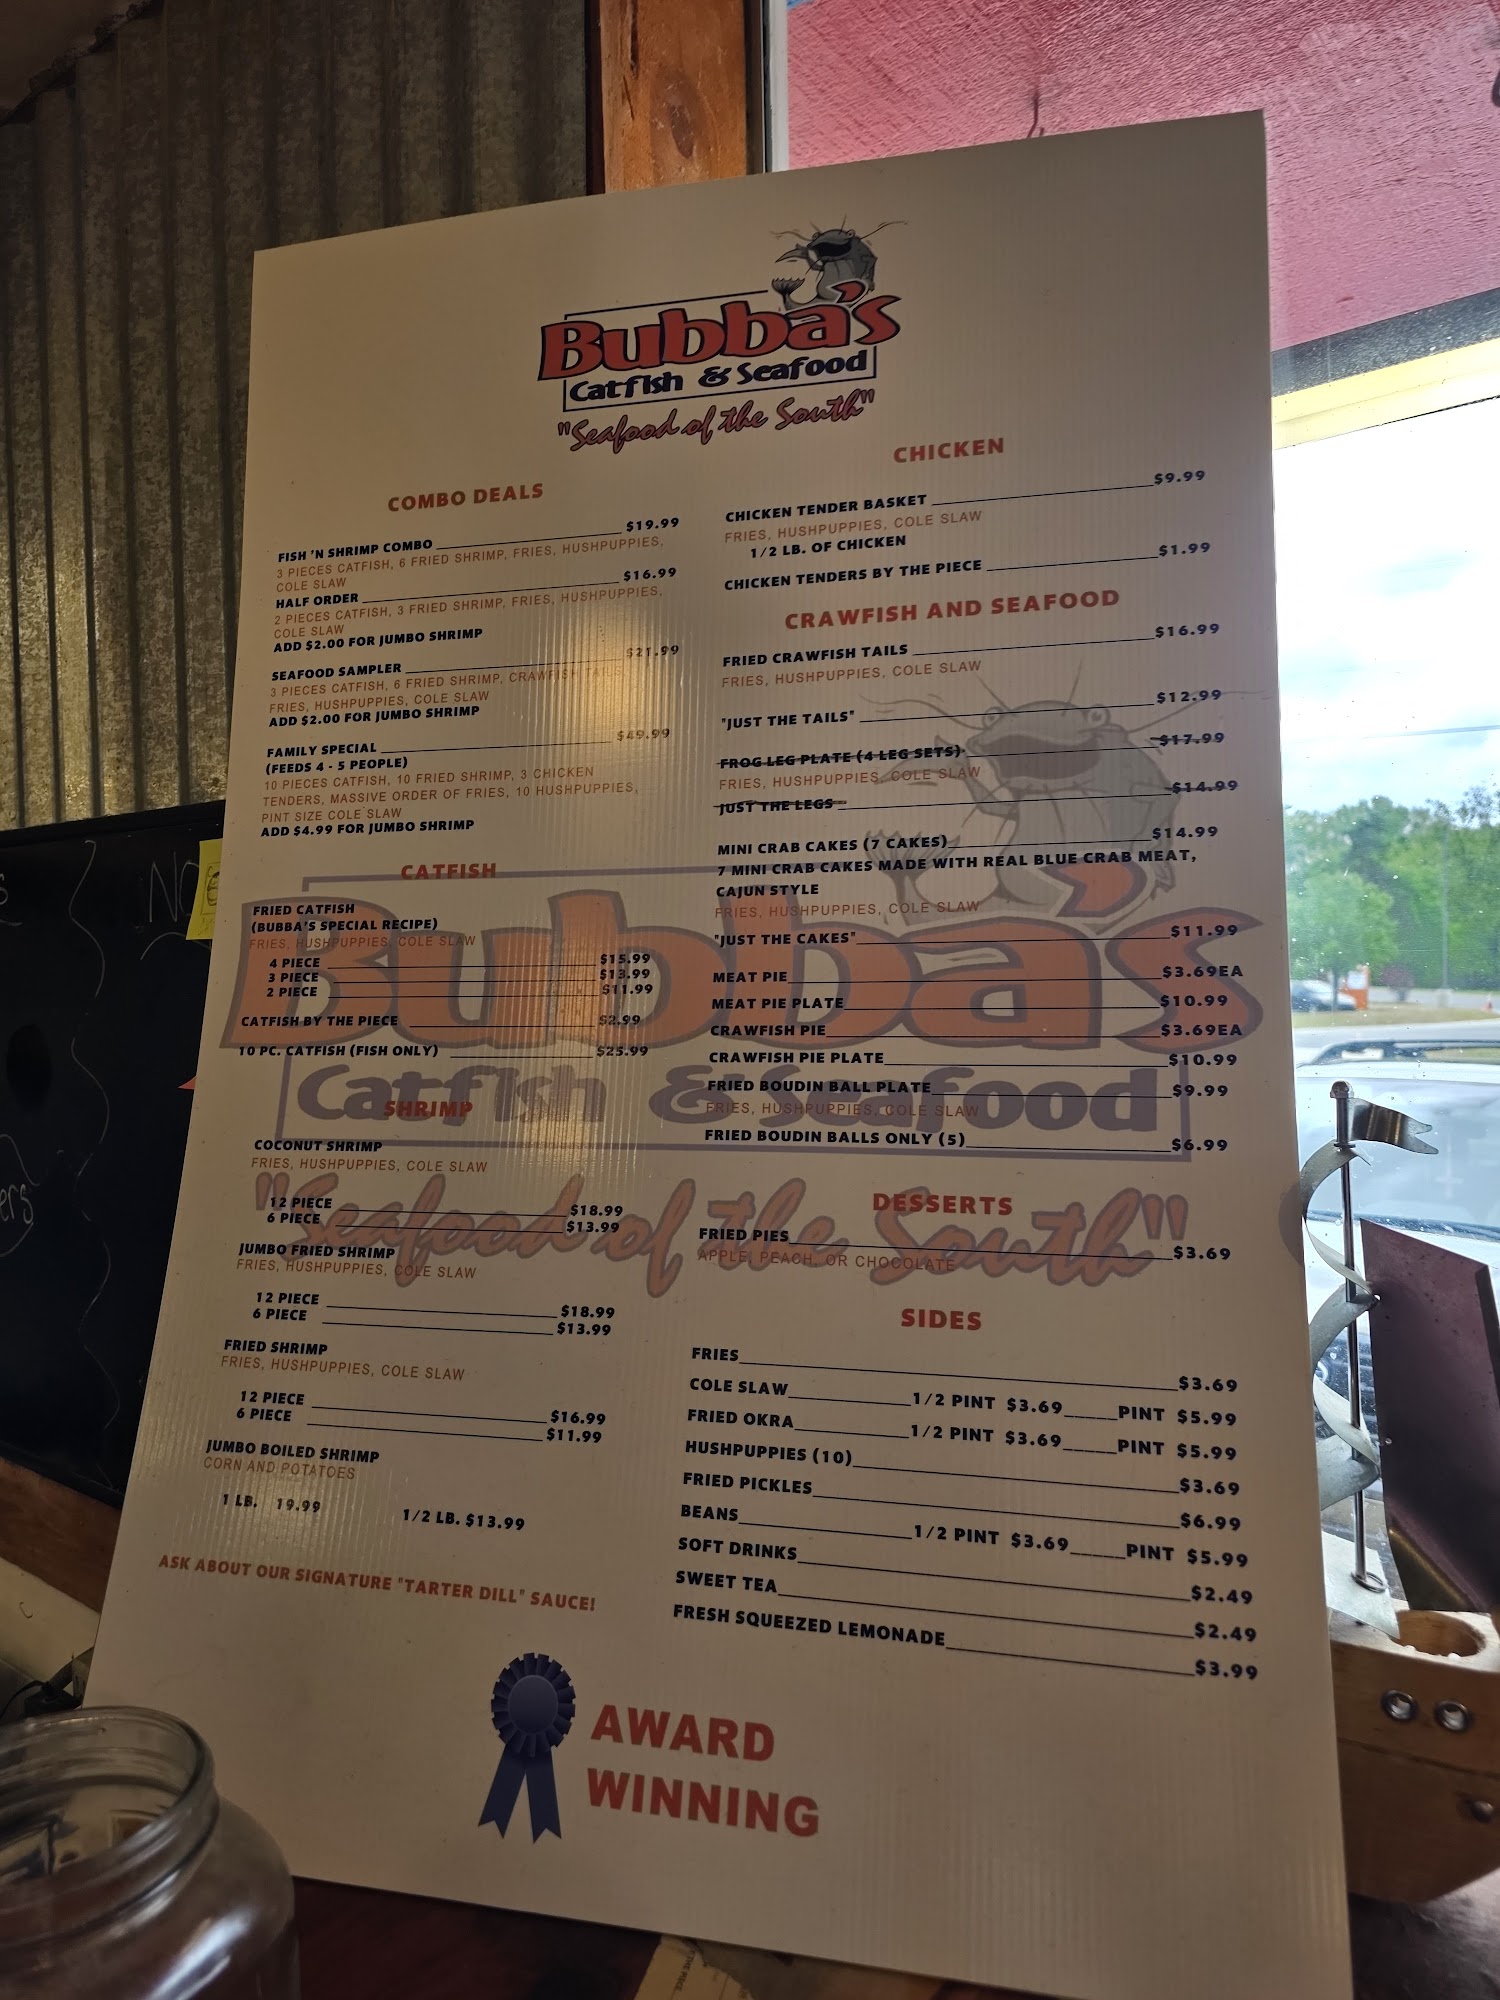 Bubba's
Catfish & Seafood
"Seafood of the South"
COMBO DEALS
FISH 'N SHRIMP COMBO $19.99
3 PIECES CATFISH, 6 FRIED SHRIMP, FRIES, HUSHPUPPIES,
COLE SLAW
HALF ORDER $16.99
2 PIECES CATFISH, 3 FRIED SHRIMP, FRIES, HUSHPUPPIES,
COLE SLAW
ADD $2.00 FOR JUMBO SHRIMP
SEAFOOD SAMPLER $21.99
3 PIECES CATFISH, 6 FRIED SHRIMP, CRAWFISH TAILS,
FRIES, HUSHPUPPIES, COLE SLAW
ADD $2.00 FOR JUMBO SHRIMP
FAMILY SPECIAL $49.99
(FEEDS 4 - 5 PEOPLE)
10 PIECES CATFISH, 10 FRIED SHRIMP, 3 CHICKEN
TENDERS, MASSIVE ORDER OF FRIES, 10 HUSHPUPPIES,
PINT SIZE COLE SLAW
ADD $4.99 FOR JUMBO SHRIMP
CATFISH
FRIED CATFISH
(BUBBA'S SPECIAL RECIPE)
FRIES, HUSHPUPPIES, COLE SLAW
4 PIECE $15.99
3 PIECE $13.99
2 PIECE $11.99
CATFISH BY THE PIECE $2.99
10 PC. CATFISH (FISH ONLY) $25.99
SHRIMP
COCONUT SHRIMP
FRIES, HUSHPUPPIES, COLE SLAW
12 PIECE $18.99
6 PIECE $13.99
JUMBO FRIED SHRIMP
FRIES, HUSHPUPPIES, COLE SLAW
12 PIECE $18.99
6 PIECE $13.99
FRIED SHRIMP
FRIES, HUSHPUPPIES, COLE SLAW
12 PIECE $16.99
6 PIECE $11.99
JUMBO BOILED SHRIMP
CORN AND POTATOES
1 LB. 19.99 1/2 LB. $13.99
ASK ABOUT OUR SIGNATURE "TARTER DILL" SAUCE!
CHICKEN
CHICKEN TENDER BASKET $9.99
FRIES, HUSHPUPPIES, COLE SLAW
1/2 LB. OF CHICKEN
CHICKEN TENDERS BY THE PIECE $1.99
CRAWFISH AND SEAFOOD
FRIED CRAWFISH TAILS $16.99
FRIES, HUSHPUPPIES, COLE SLAW
"JUST THE TAILS" $12.99
FROG LEG PLATE (4 LEG SETS) $17.99
FRIES, HUSHPUPPIES, COLE SLAW
JUST THE LEGS $14.99
MINI CRAB CAKES (7 CAKES) $14.99
7 MINI CRAB CAKES MADE WITH REAL BLUE CRAB MEAT,
CAJUN STYLE
FRIES, HUSHPUPPIES, COLE SLAW
"JUST THE CAKES" $11.99
MEAT PIE $3.69EA
MEAT PIE PLATE $10.99
CRAWFISH PIE $3.69EA
CRAWFISH PIE PLATE $10.99
FRIED BOUDIN BALL PLATE $9.99
FRIES, HUSHPUPPIES, COLE SLAW
FRIED BOUDIN BALLS ONLY (5) $6.99
DESSERTS
FRIED PIES $3.69
APPLE, PEACH, OR CHOCOLATE
SIDES
FRIES $3.69
COLE SLAW 1/2 PINT $3.69 PINT $5.99
FRIED OKRA 1/2 PINT $3.69 PINT $5.99
HUSHPUPPIES (10) $3.69
FRIED PICKLES $6.99
BEANS 1/2 PINT $3.69 PINT $5.99
SOFT DRINKS $2.49
SWEET TEA $2.49
FRESH SQUEEZED LEMONADE $3.99
AWARD
WINNING
Bubba's
Catfish & Seafood
"Seafood of the South"